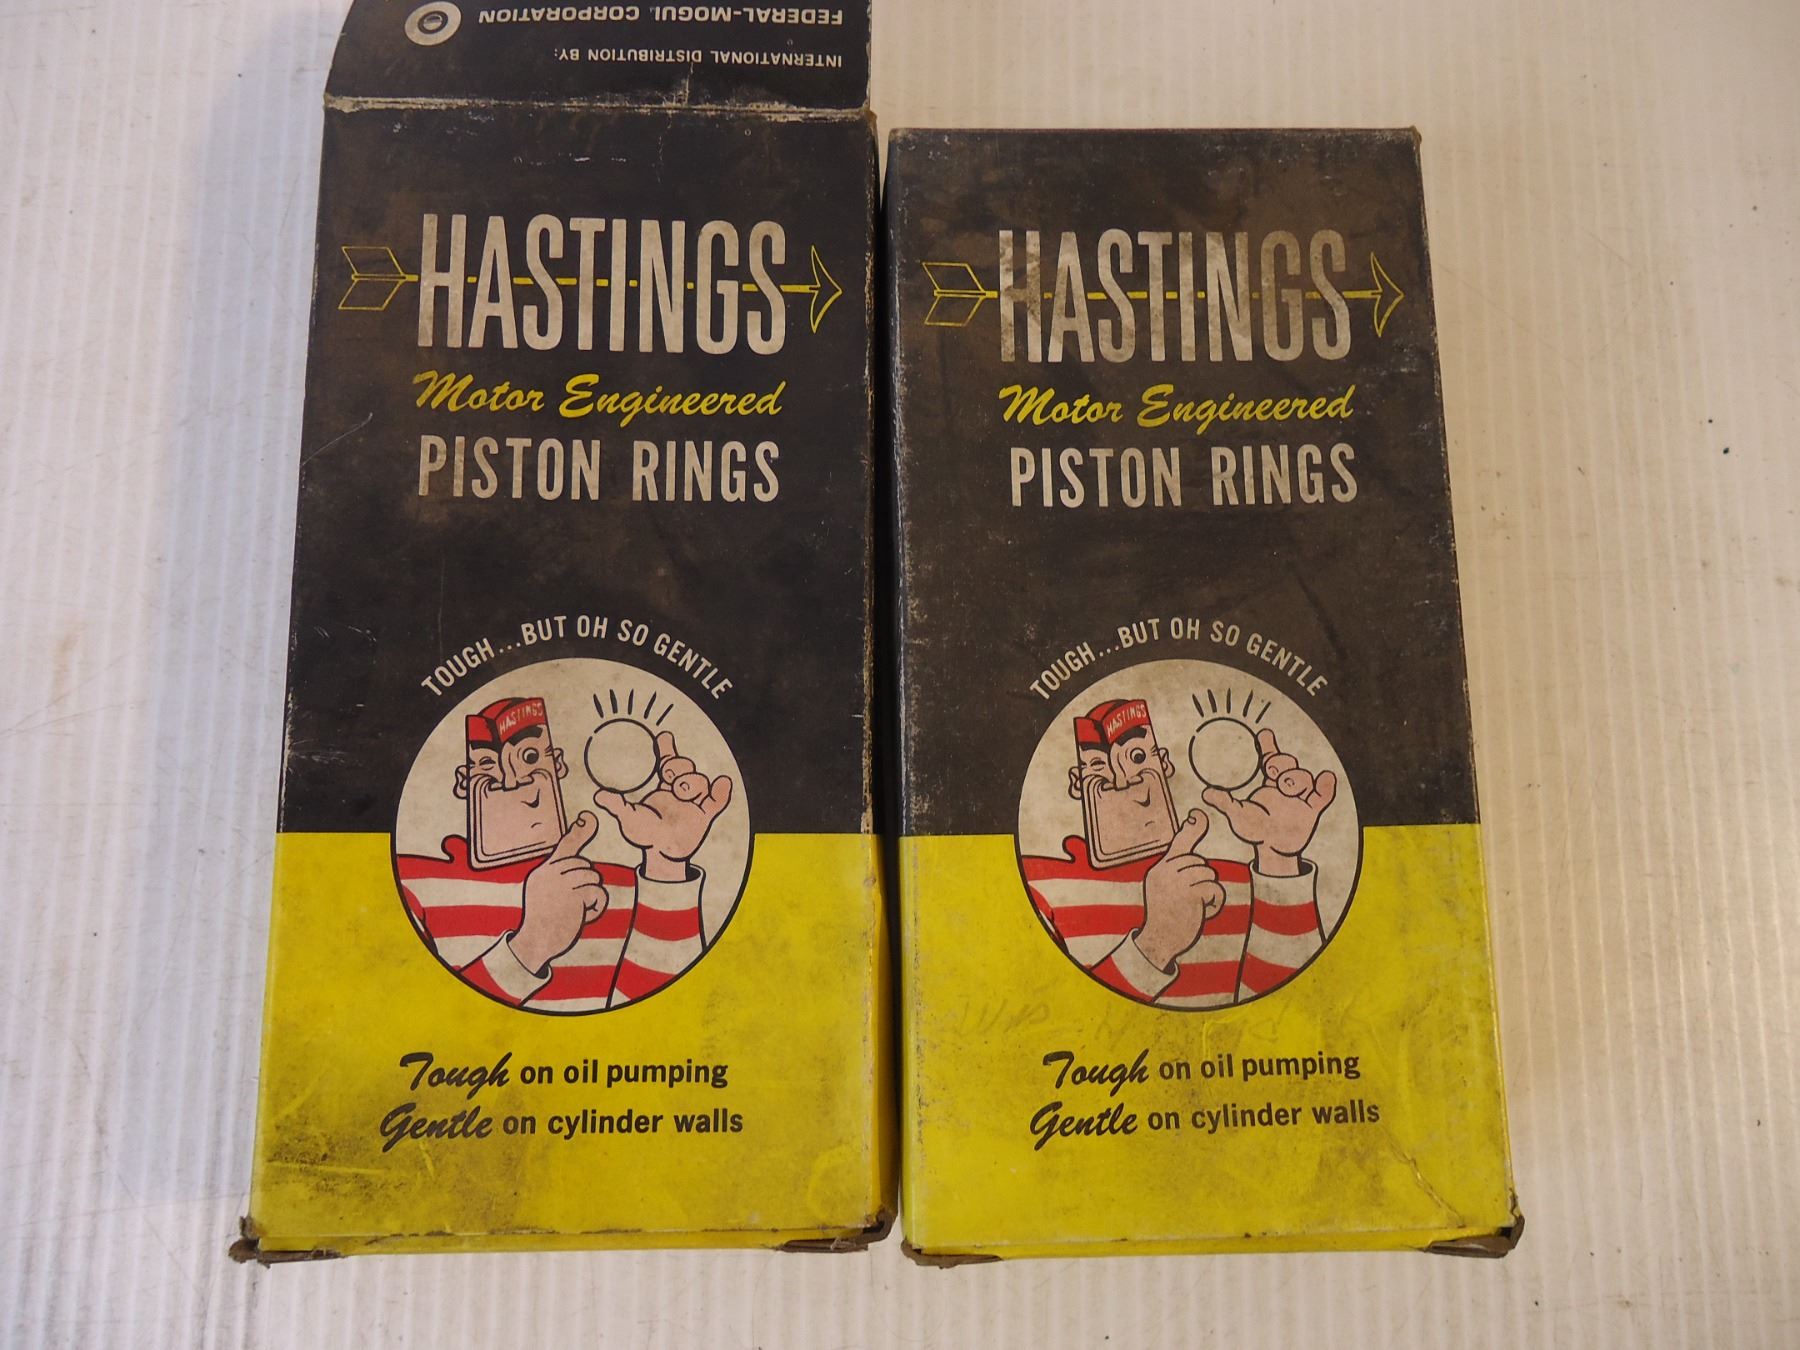 INTERNATIONAL DISTRIBUTION BY:
FEDERAL-MOGUL CORPORATION
HASTINGS
Motor Engineered
PISTON RINGS
TOUGH...BUT OH SO GENTLE
HASTINGS
Tough on oil pumping
Gentle on cylinder walls
HASTINGS
Motor Engineered
PISTON RINGS
TOUGH...BUT OH SO GENTLE
HASTINGS
Tough on oil pumping
Gentle on cylinder walls